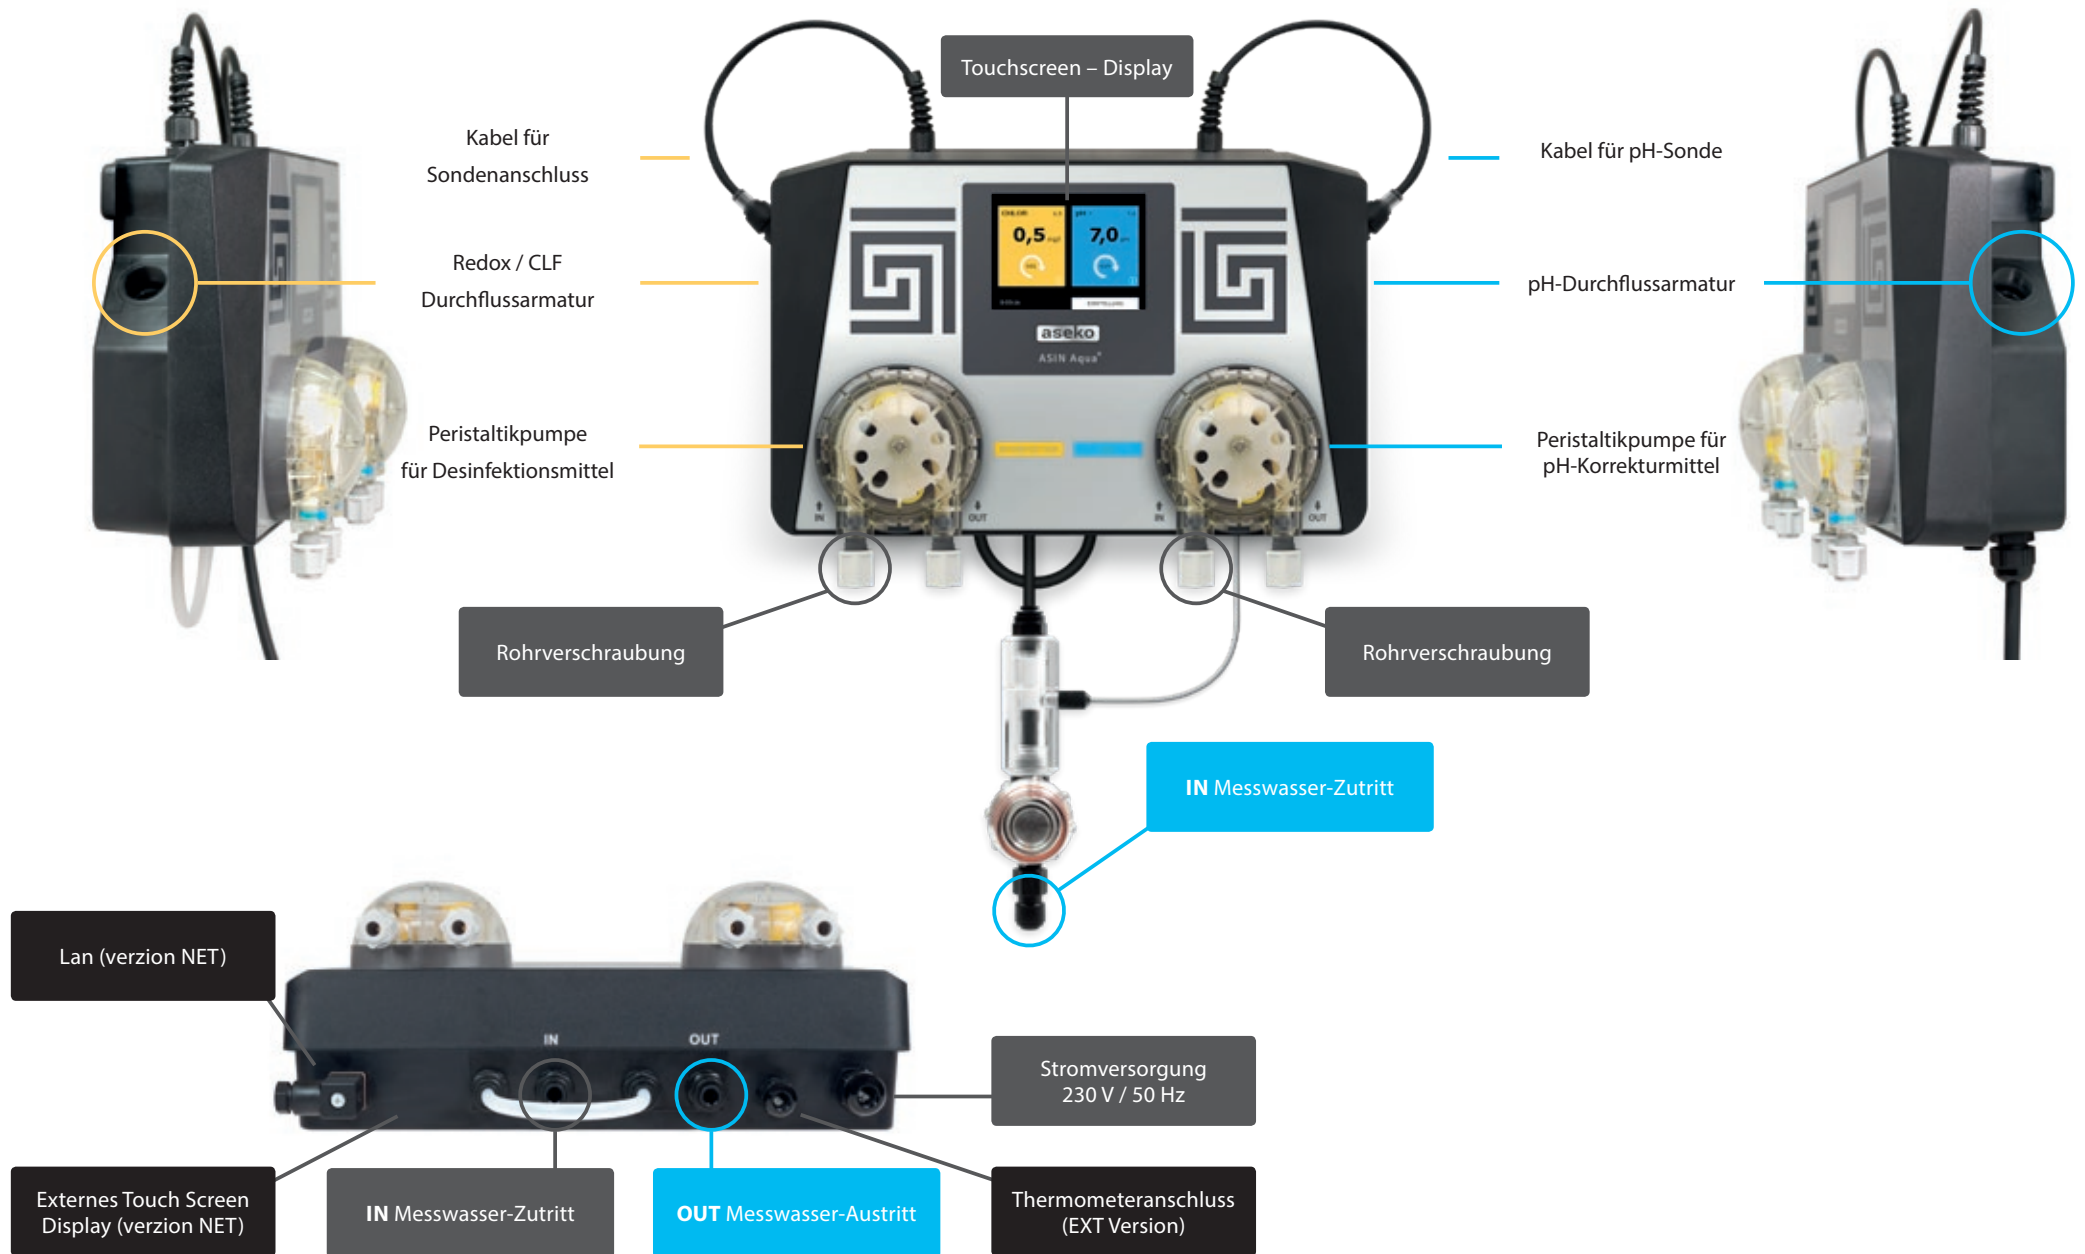 Touchscreen – Display
Kabel für
Sondenanschluss
Kabel für pH-Sonde
CHLOR
pH
0,5
7,0
Redox / CLF
Durchflussarmatur
pH-Durchflussarmatur
EINSTELLUNG
aseko
ASIN Aqua®
Peristaltikpumpe
für Desinfektionsmittel
Peristaltikpumpe für
pH-Korrekturmittel
IN
OUT
IN
OUT
Rohrverschraubung
Rohrverschraubung
IN Messwasser-Zutritt
Lan (verzion NET)
IN
OUT
Stromversorgung
230 V / 50 Hz
Externes Touch Screen
Display (verzion NET)
IN Messwasser-Zutritt
OUT Messwasser-Austritt
Thermometeranschluss
(EXT Version)